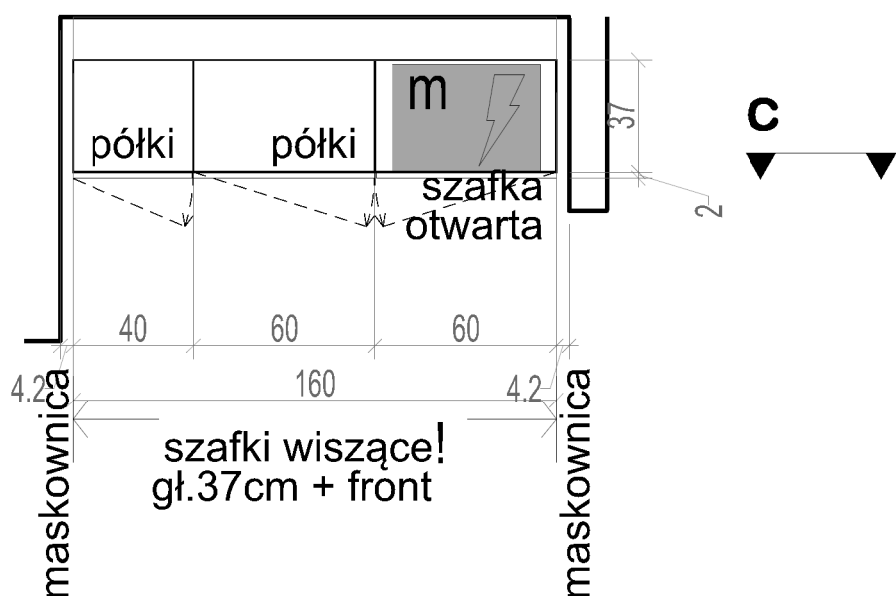 m
C
półki
półki
37
szafka
otwarta
2
40
60
60
4.2
160
4.2
maskownica
szafki wiszące!
gł.37cm + front
maskownica